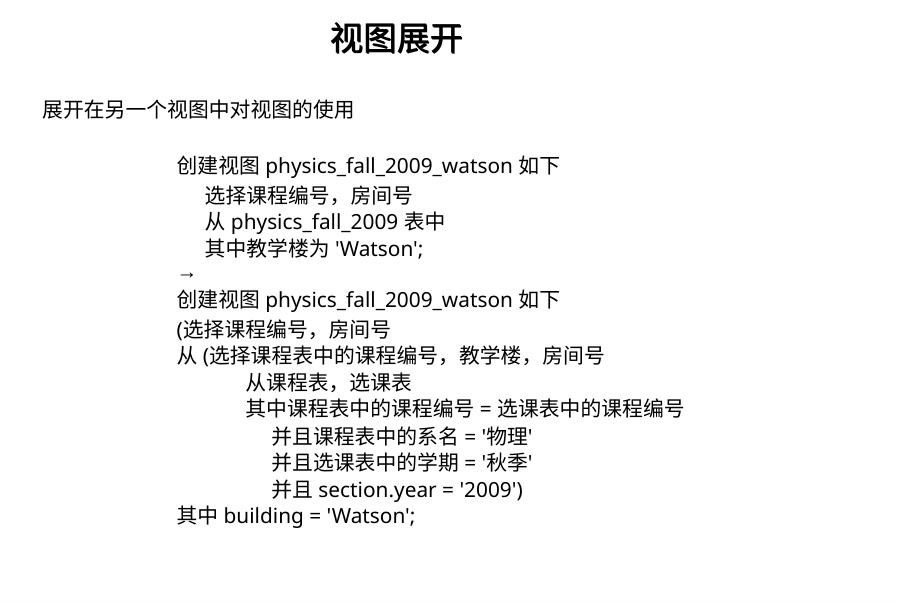 视图展开
展开在另一个视图中对视图的使用
创建视图 physics_fall_2009_watson 如下
选择课程编号，房间号
从 physics_fall_2009 表中
其中教学楼为 'Watson';
→
创建视图 physics_fall_2009_watson 如下
(选择课程编号，房间号
从 (选择课程表中的课程编号，教学楼，房间号
从课程表，选课表
其中课程表中的课程编号 = 选课表中的课程编号
并且课程表中的系名 = '物理'
并且选课表中的学期 = '秋季'
并且 section.year = '2009')
其中 building = 'Watson';